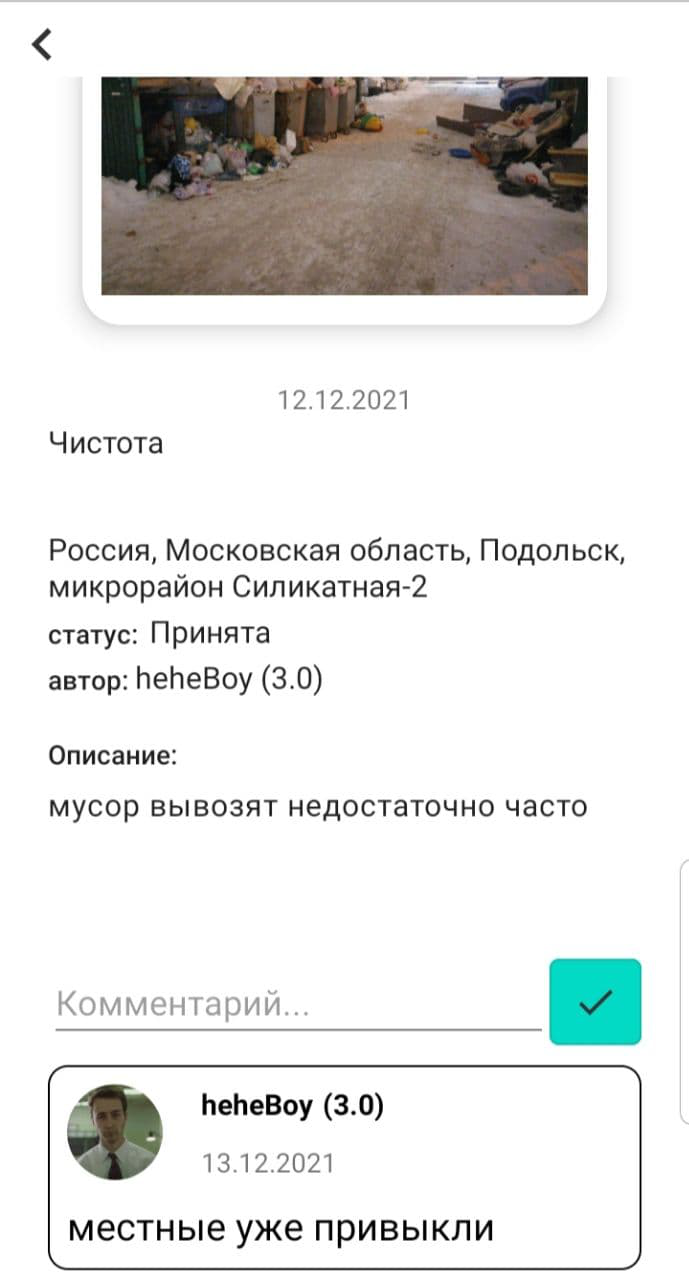 12.12.2021
Чистота
Россия, Московская область, Подольск,
микрорайон Силикатная-2
статус: Принята
автор: heheBoy (3.0)
Описание:
мусор вывозят недостаточно часто
Комментарий...
heheBoy (3.0)
13.12.2021
местные уже привыкли